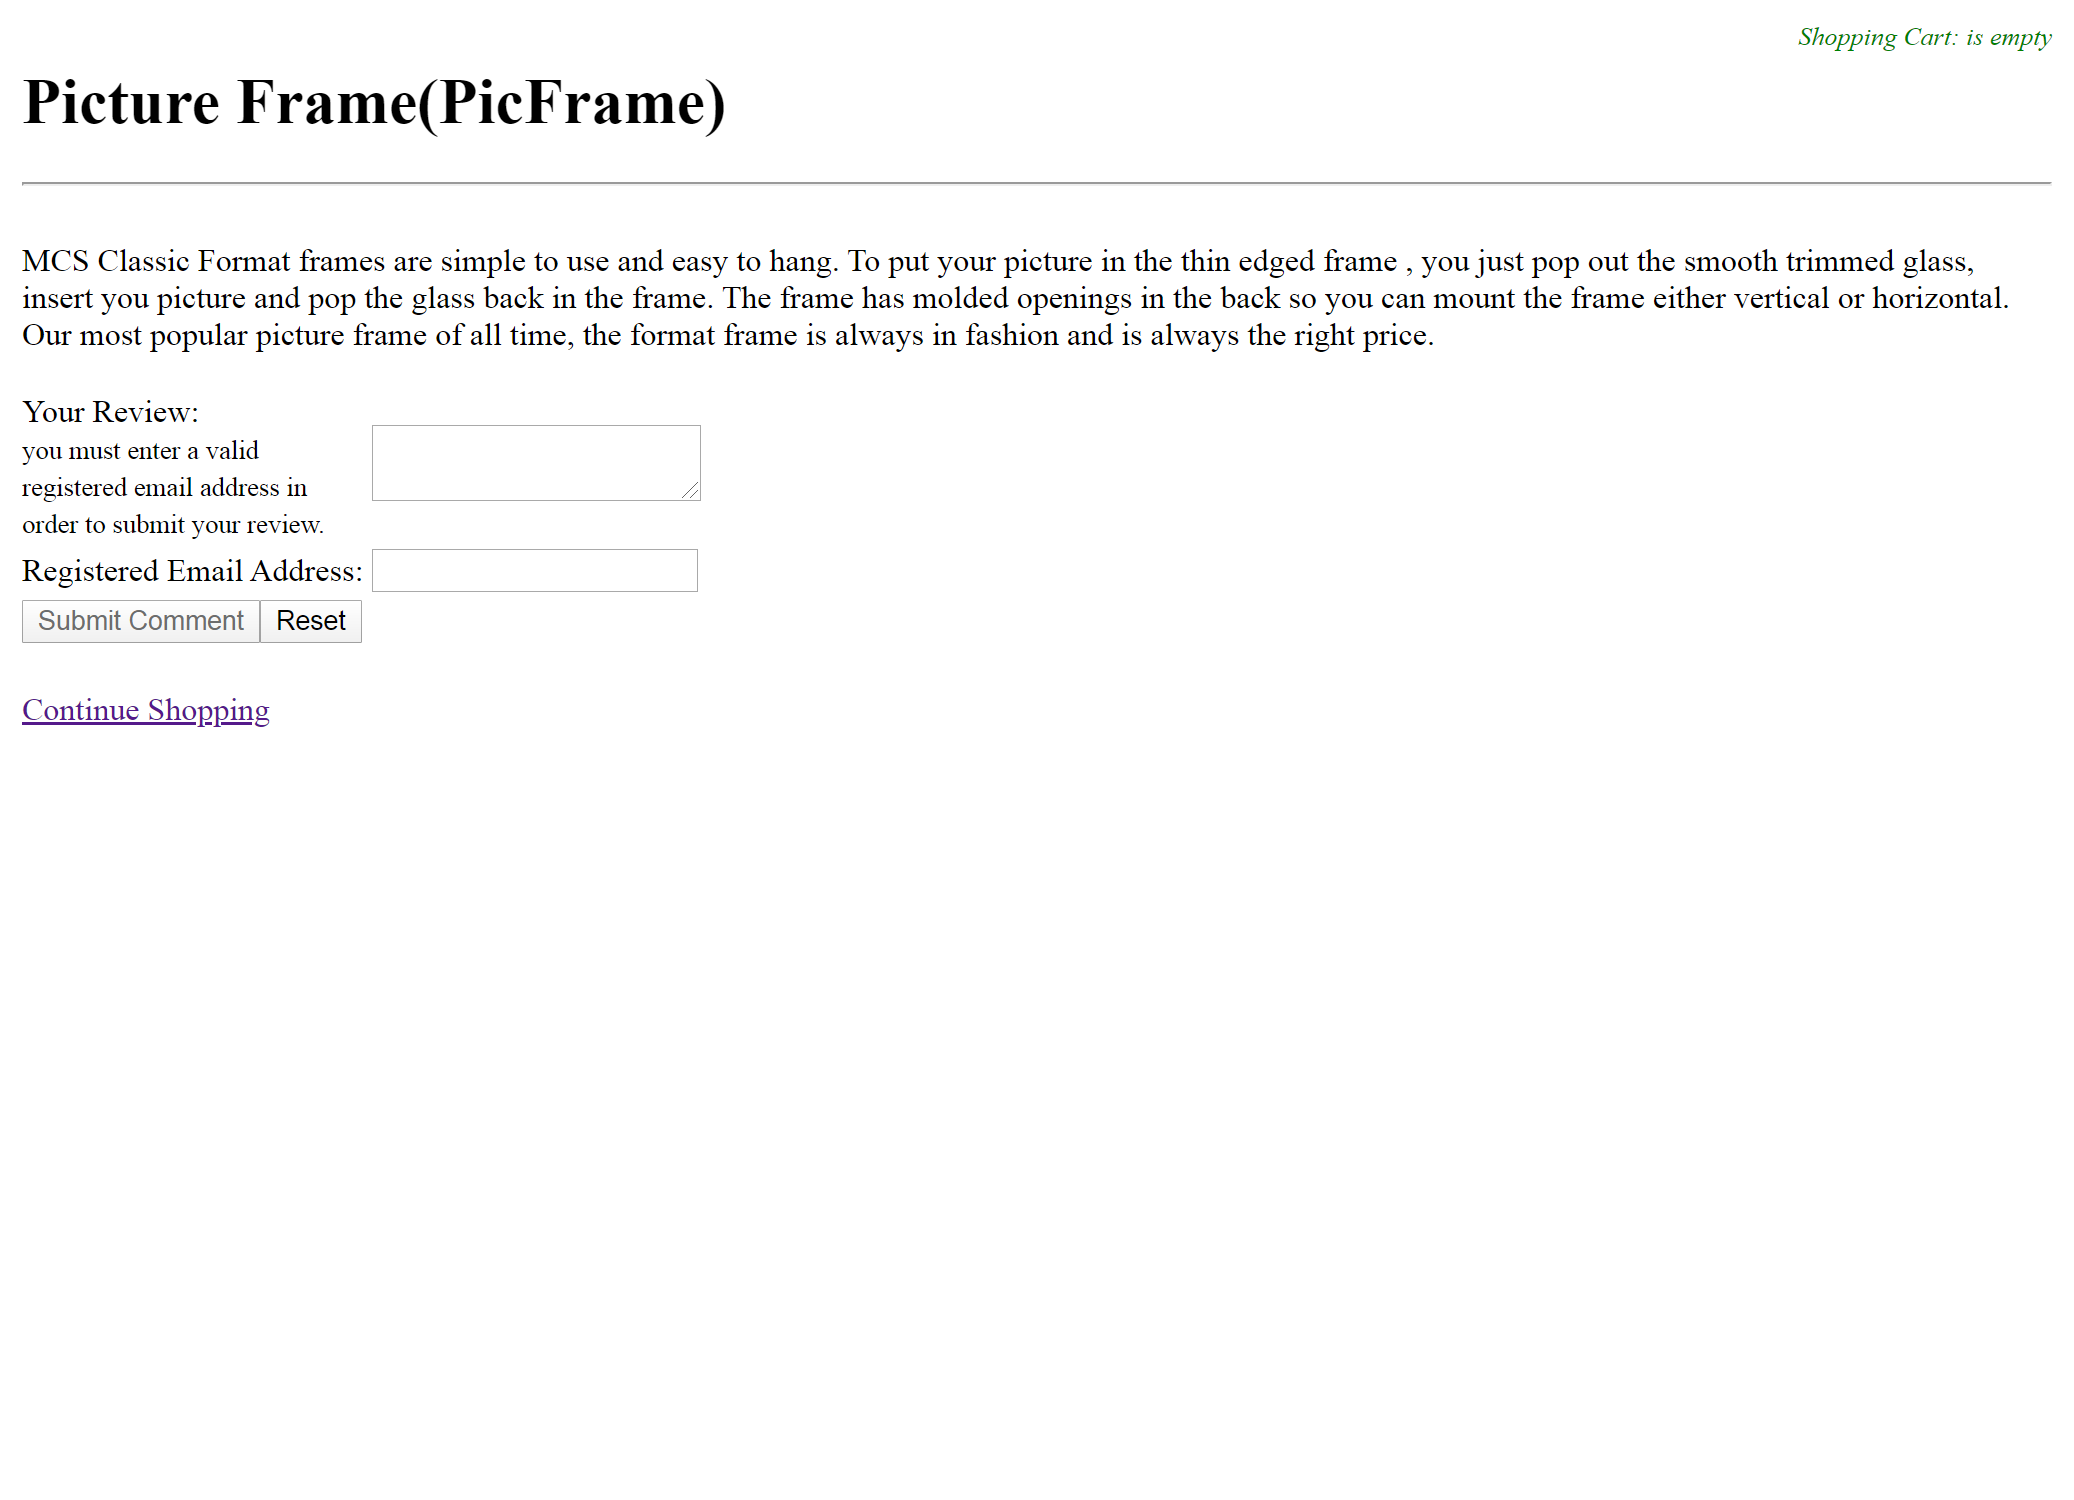 Shopping Cart: is empty
Picture Frame(PicFrame)
MCS Classic Format frames are simple to use and easy to hang. To put your picture in the thin edged frame , you just pop out the smooth trimmed glass,
insert you picture and pop the glass back in the frame. The frame has molded openings in the back so you can mount the frame either vertical or horizontal.
Our most popular picture frame of all time, the format frame is always in fashion and is always the right price.
Your Review:
you must enter a valid
registered email address in
order to submit your review.
Registered Email Address:
Submit Comment Reset
Continue Shopping